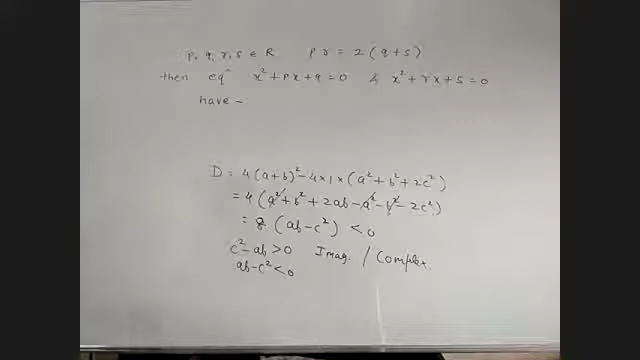 p, q, r, s ∈ R   p r = 2 (q + s)
then eqⁿ x² + px + q = 0 & x² + rx + s = 0
have –
D = 4(a+b)² – 4×1×(a² + b² + 2c²)
= 4(a² + b² + 2ab – a² – b² – 2c²)
= 8 (ab – c²) < 0
c² – ab > 0   Imag. / Complex.
ab – c² < 0